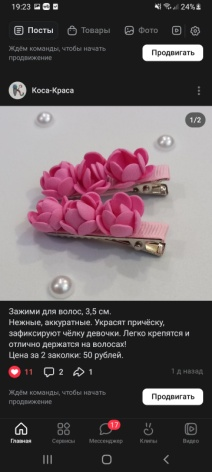 19:23
24%
Посты
Товары
Фото
Ждём команды, чтобы начать
продвижение
Продвигать
Коса-Краса
1/2
Зажими для волос, 3,5 см.
Нежные, аккуратные. Украсят причёску,
зафиксируют чёлку девочки. Легко крепятся и
отлично держатся на волосах!
Цена за 2 заколки: 50 рублей.
11
2
1
1 д назад
Ждём команды, чтобы начать
продвижение
Продвигать
17
Главная
Сервисы
Мессенджер
Клипы
Видео